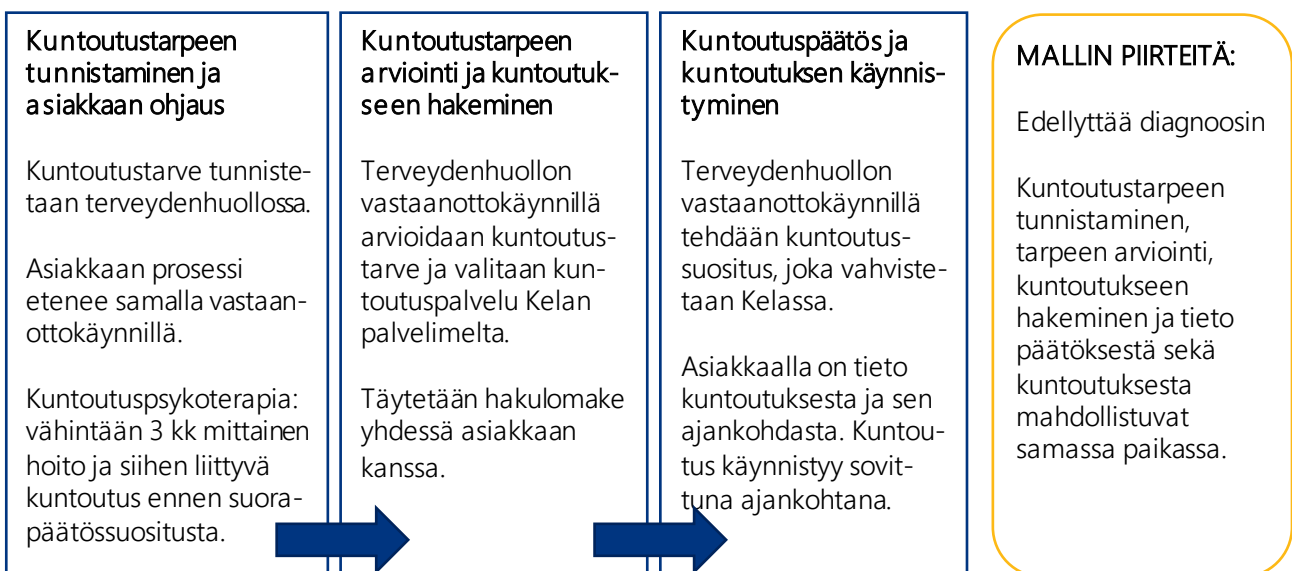 Kuntoutustarpeen
tunnistaminen ja
asiakkaan ohjaus
Kuntoutustarve tunniste-
taan terveydenhuollossa.
Asiakkaan prosessi
etenee samalla vastaan-
ottokäynnillä.
Kuntoutuspsykoterapia:
vähintään 3 kk mittainen
hoito ja siihen liittyvä
kuntoutus ennen suora-
päätössuositusta.
Kuntoutustarpeen
arviointi ja kuntoutuk-
seen hakeminen
Terveydenhuollon
vastaanottokäynnillä
arvioidaan kuntoutus-
tarve ja valitaan kun-
toutuspalvelu Kelan
palvelimelta.
Täytetään hakulomake
yhdessä asiakkaan
kanssa.
Kuntoutuspäätös ja
kuntoutuksen käynnis-
tyminen
Terveydenhuollon
vastaanottokäynnillä
tehdään kuntoutus-
suositus, joka vahviste-
taan Kelassa.
Asiakkaalla on tieto
kuntoutuksesta ja sen
ajankohdasta. Kuntou-
tus käynnistyy sovit-
tuna ajankohtana.
MALLIN PIIRTEITÄ:
Edellyttää diagnoosin
Kuntoutustarpeen
tunnistaminen,
tarpeen arviointi,
kuntoutukseen
hakeminen ja tieto
päätöksestä sekä
kuntoutuksesta
mahdollistuvat
samassa paikassa.